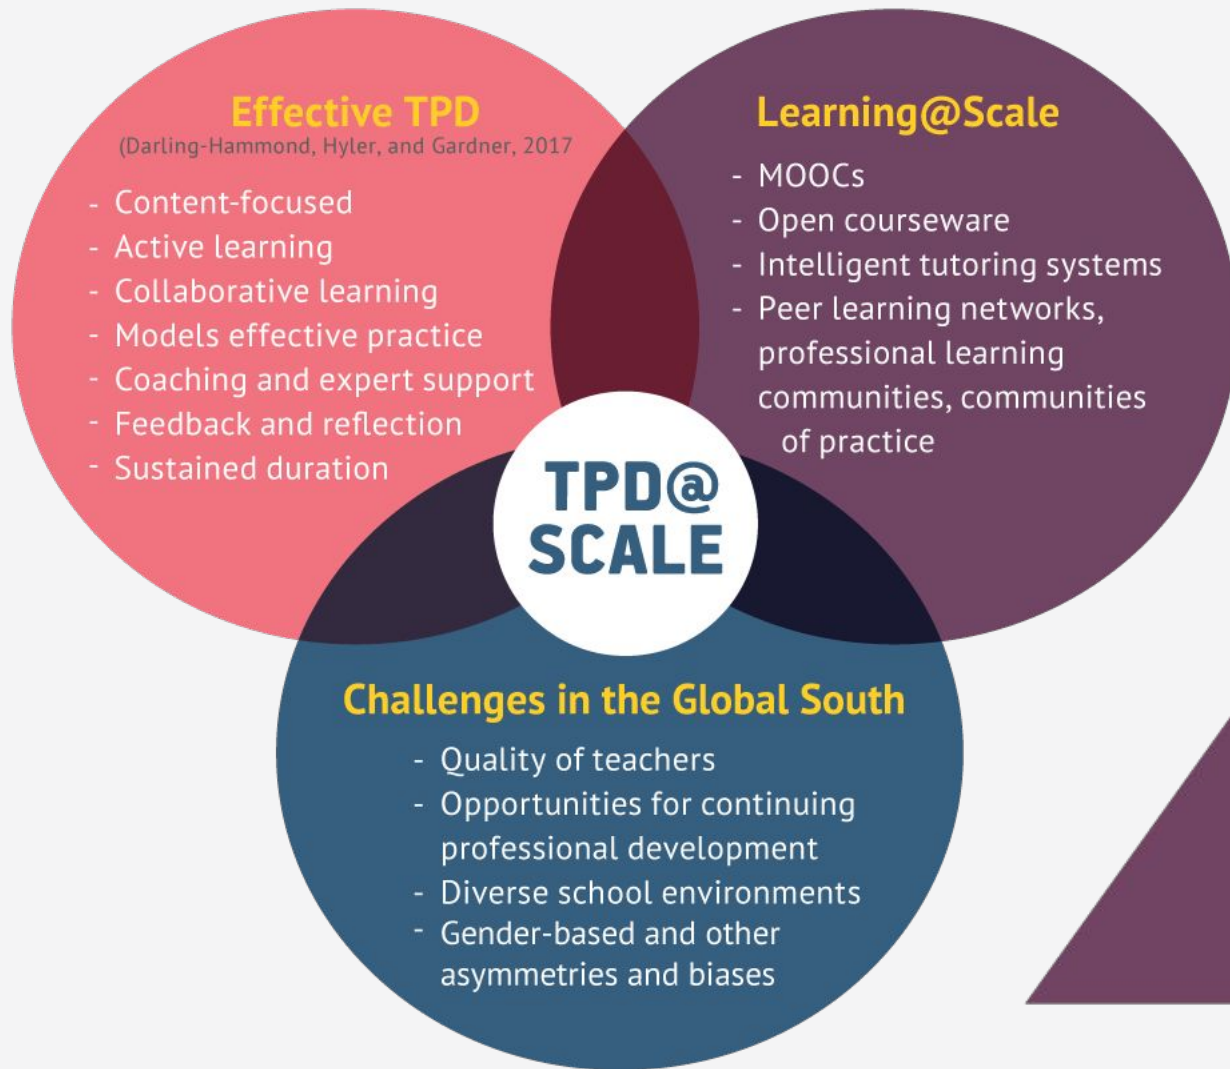 Effective TPD
(Darling-Hammond, Hyler, and Gardner, 2017
- Content-focused
- Active learning
- Collaborative learning
- Models effective practice
- Coaching and expert support
- Feedback and reflection
- Sustained duration
Learning@Scale
- MOOCs
- Open courseware
- Intelligent tutoring systems
- Peer learning networks,
professional learning
communities, communities
of practice
TPD@
SCALE
Challenges in the Global South
- Quality of teachers
- Opportunities for continuing
professional development
- Diverse school environments
- Gender-based and other
asymmetries and biases